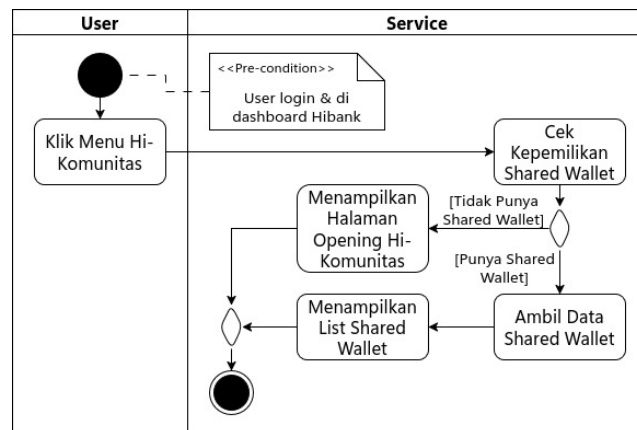 User
Service
<<Pre-condition>>
User login & di
dashboard Hibank
Klik Menu Hi-
Komunitas
Cek
Kepemilikan
Shared Wallet
[Tidak Punya
Shared Wallet]
Menampilkan
Halaman
Opening Hi-
Komunitas
[Punya Shared
Wallet]
Menampilkan
List Shared
Wallet
Ambil Data
Shared Wallet